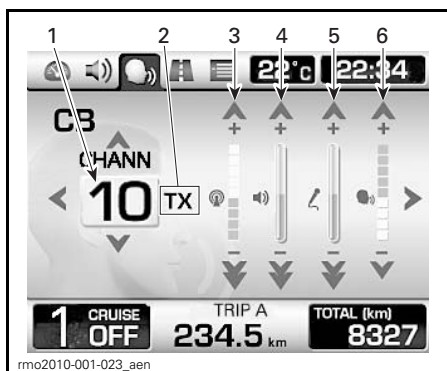 1 2 3 4 5 6
22°c 22:34
CB
CHANN
10 TX
+ + + +
- - - -
1 CRUISE OFF
TRIP A
234.5 km
TOTAL (km)
8327
rmo2010-001-023_aen